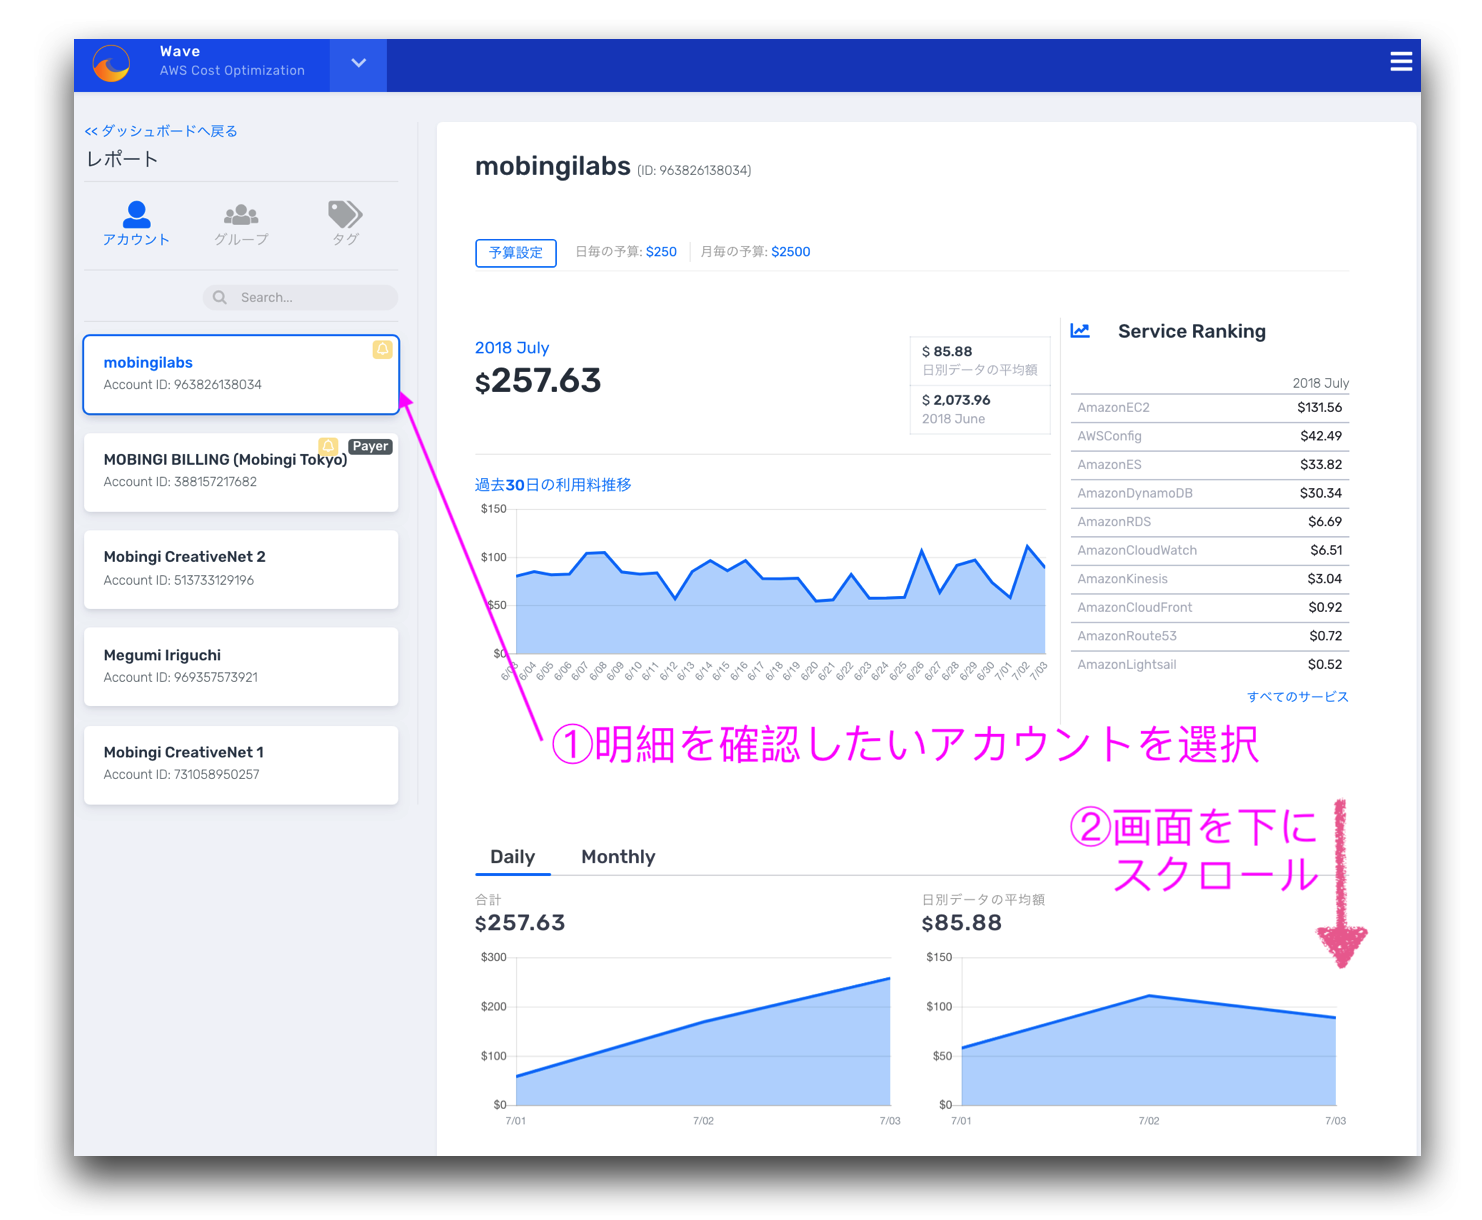 Wave
AWS Cost Optimization
<< ダッシュボードへ戻る
レポート
アカウント
グループ
タグ
Search...
mobingilabs
Account ID: 963826138034
Payer
MOBINGI BILLING (Mobingi Tokyo)
Account ID: 388157217682
Mobingi CreativeNet 2
Account ID: 513733129196
Megumi Iriguchi
Account ID: 969357573921
Mobingi CreativeNet 1
Account ID: 731058950257
mobingilabs (ID: 963826138034)
予算設定 日毎の予算: $250 月毎の予算: $2500
2018 July
$257.63
$ 85.88
日別データの平均額
$ 2,073.96
2018 June
過去30日の利用料推移
$150
$100
$50
$0
6/03 6/04 6/05 6/06 6/07 6/08 6/09 6/10 6/11 6/12 6/13 6/14 6/15 6/16 6/17 6/18 6/19 6/20 6/21 6/22 6/23 6/24 6/25 6/26 6/27 6/28 6/29 6/30 7/01 7/02 7/03
Service Ranking
2018 July
AmazonEC2 $131.56
AWSConfig $42.49
AmazonES $33.82
AmazonDynamoDB $30.34
AmazonRDS $6.69
AmazonCloudWatch $6.51
AmazonKinesis $3.04
AmazonCloudFront $0.92
AmazonRoute53 $0.72
AmazonLightsail $0.52
すべてのサービス
①明細を確認したいアカウントを選択
②画面を下に
スクロール
Daily Monthly
合計
$257.63
$300
$200
$100
$0
7/01 7/02 7/03
日別データの平均額
$85.88
$150
$100
$50
$0
7/01 7/02 7/03